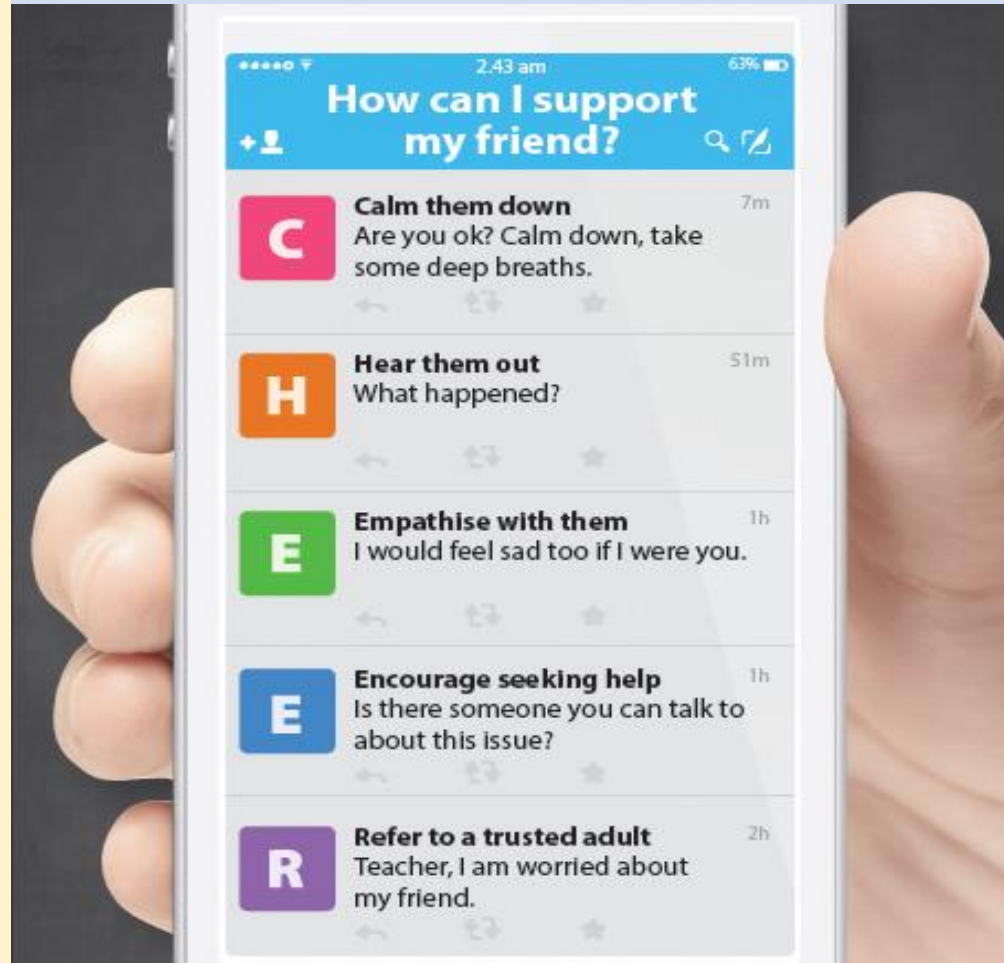 2.43 am
63%
How can I support
my friend?
C
Calm them down
7m
Are you ok? Calm down, take
some deep breaths.
H
Hear them out
51m
What happened?
E
Empathise with them
1h
I would feel sad too if I were you.
E
Encourage seeking help
1h
Is there someone you can talk to
about this issue?
R
Refer to a trusted adult
2h
Teacher, I am worried about
my friend.